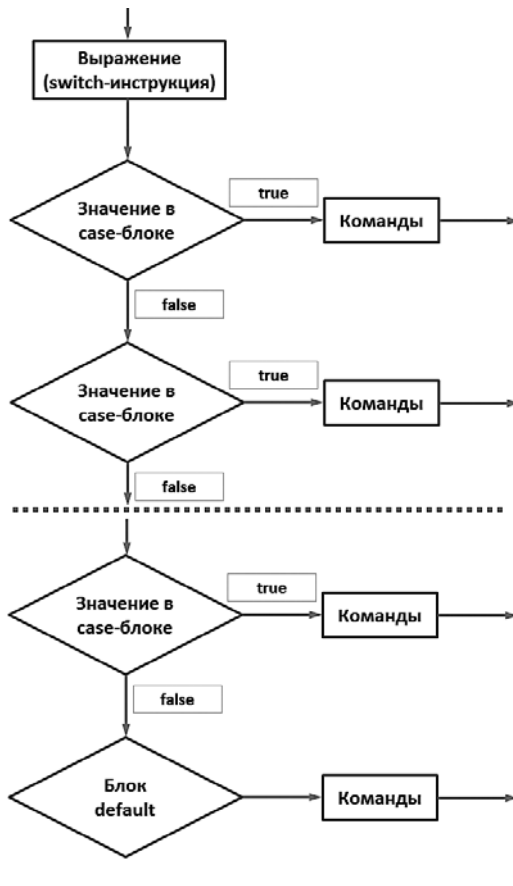 Выражение
(switch-инструкция)
true
Значение в
case-блоке
Команды
false
true
Значение в
case-блоке
Команды
false
true
Значение в
case-блоке
Команды
false
Блок
default
Команды